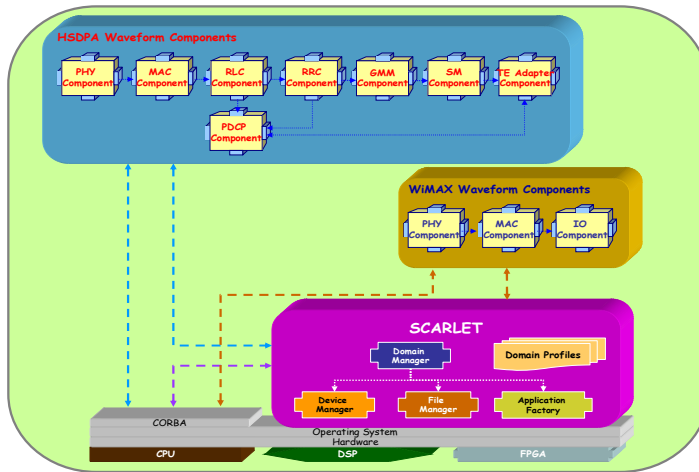 HSDPA Waveform Components
PHY Component
MAC Component
RLC Component
RRC Component
GMM Component
SM Component
TE Adapter Component
PDCP Component
WiMAX Waveform Components
PHY Component
MAC Component
IO Component
SCARLET
Domain Manager
Domain Profiles
Device Manager
File Manager
Application Factory
CORBA
Operating System
Hardware
CPU
DSP
FPGA